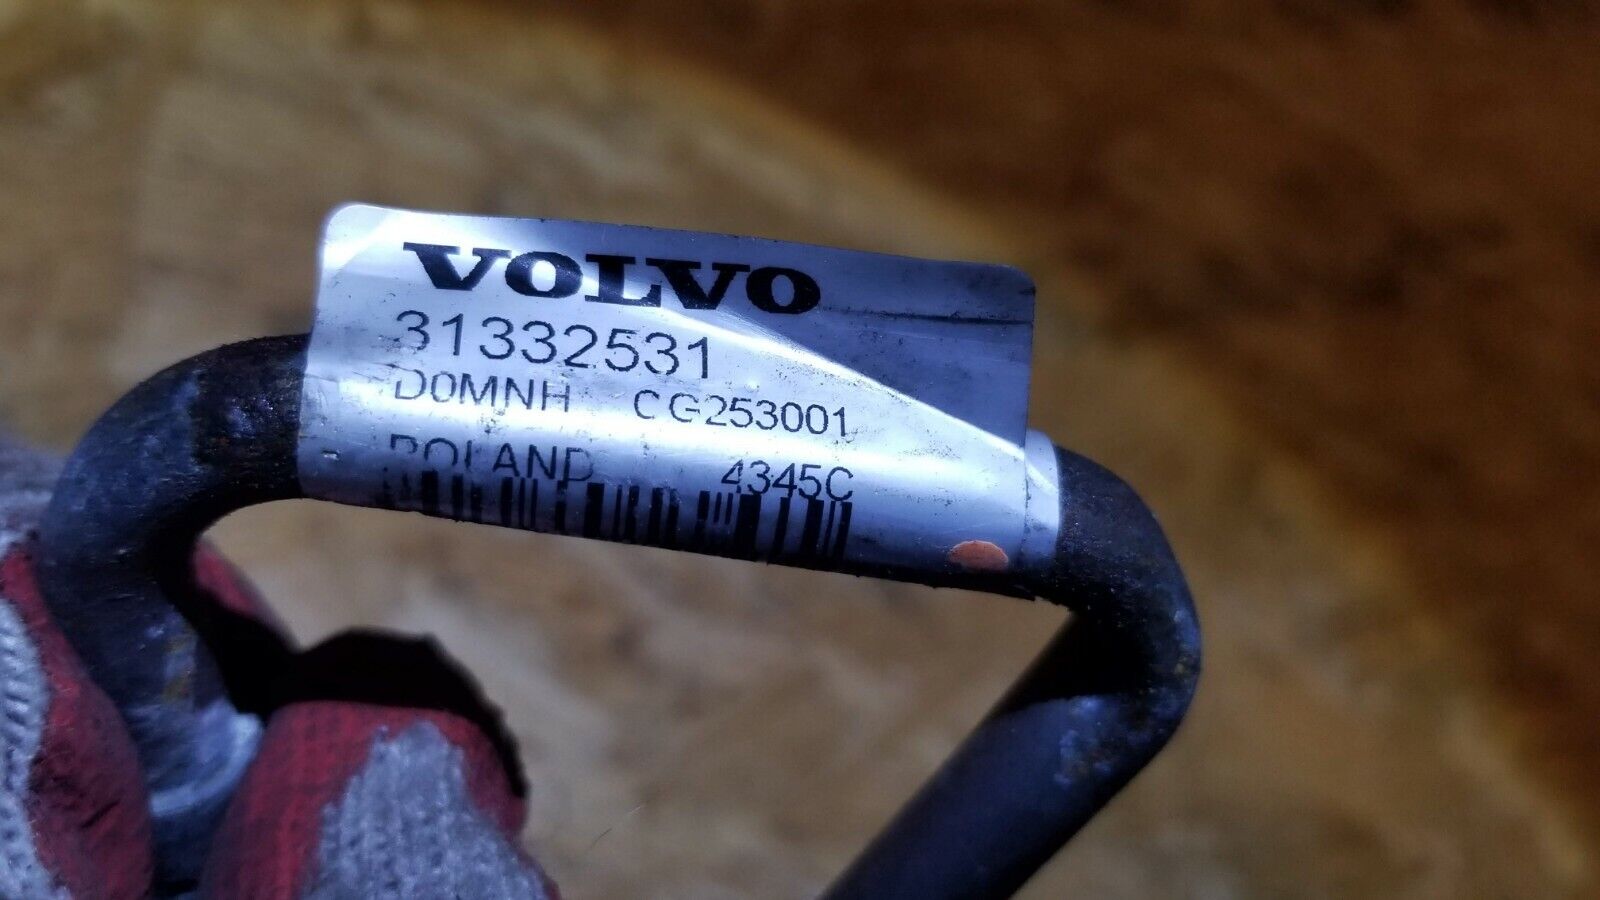 VOLVO
31332531
D0MNH CG253001
POLAND 4345C